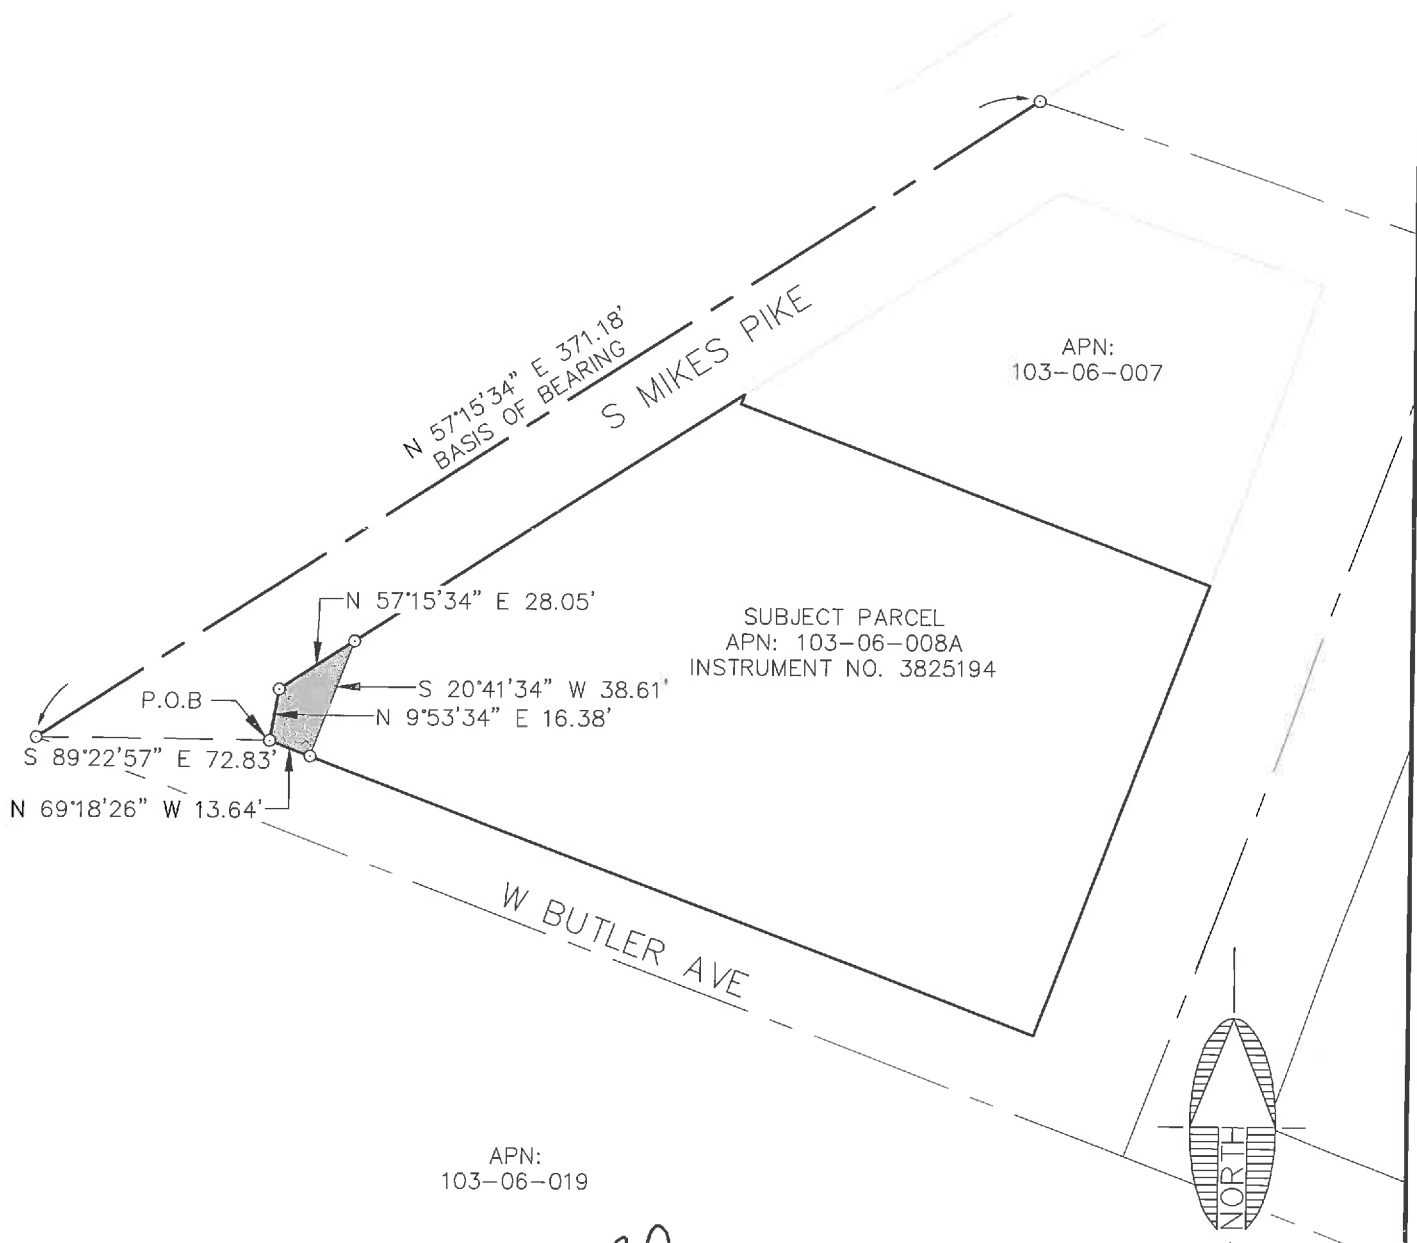 N 57°15'34" E 371.18'
BASIS OF BEARING
S MIKES PIKE
APN:
103-06-007
N 57°15'34" E 28.05'
SUBJECT PARCEL
APN: 103-06-008A
INSTRUMENT NO. 3825194
S 20°41'34" W 38.61'
P.O.B
N 9°53'34" E 16.38'
S 89°22'57" E 72.83'
N 69°18'26" W 13.64'
W BUTLER AVE
APN:
103-06-019
NORTH